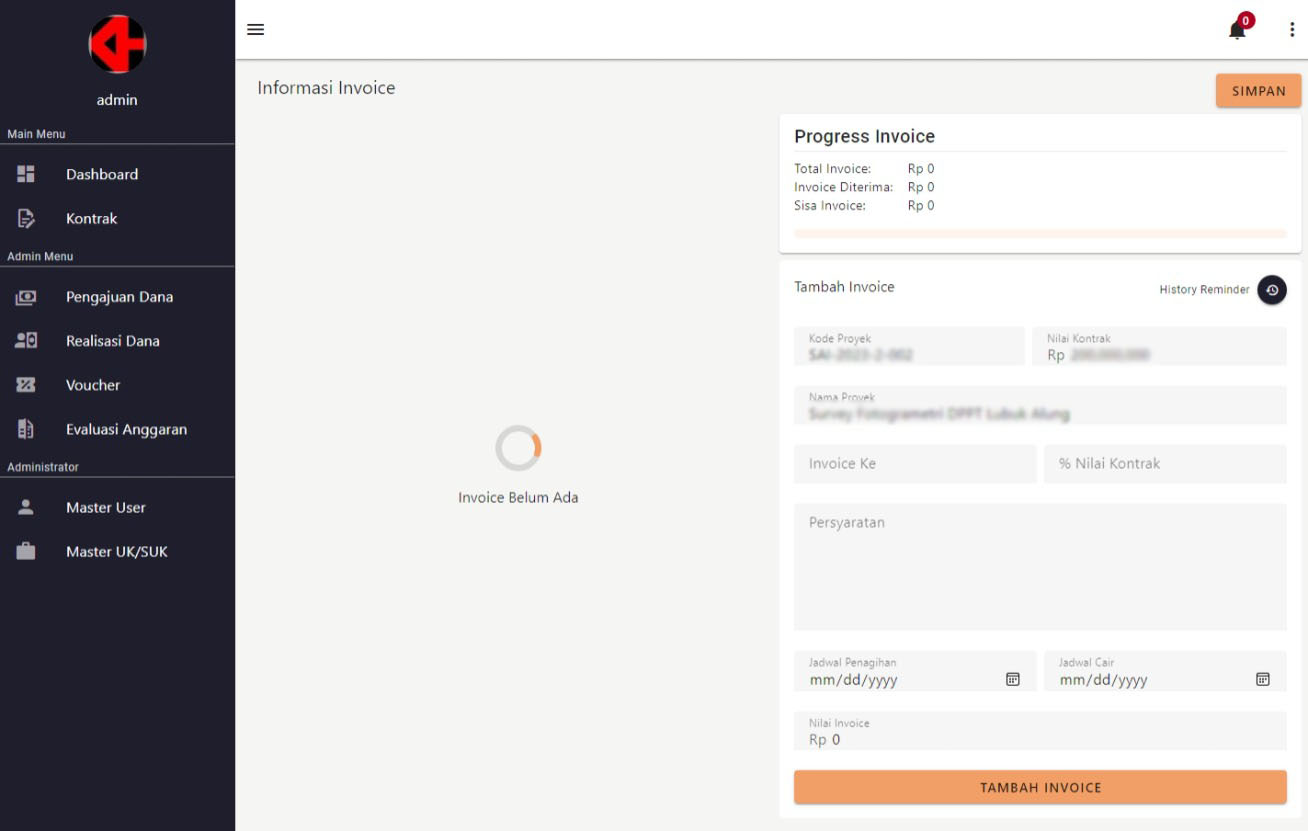 admin
Main Menu
Dashboard
Kontrak
Admin Menu
Pengajuan Dana
Realisasi Dana
Voucher
Evaluasi Anggaran
Administrator
Master User
Master UK/SUK
0
Informasi Invoice
SIMPAN
Invoice Belum Ada
Progress Invoice
Total Invoice: Rp 0
Invoice Diterima: Rp 0
Sisa Invoice: Rp 0
Tambah Invoice
History Reminder
Kode Proyek
Nilai Kontrak
Rp
Nama Proyek
Invoice Ke
% Nilai Kontrak
Persyaratan
Jadwal Penagihan
mm/dd/yyyy
Jadwal Cair
mm/dd/yyyy
Nilai Invoice
Rp 0
TAMBAH INVOICE